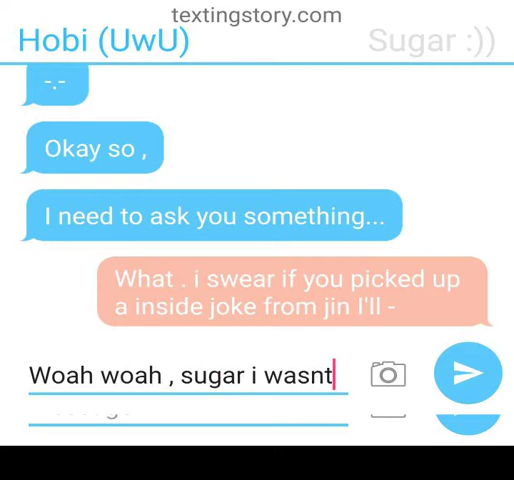 textingstory.com
Hobi (UwU) Sugar :))
-.-
Okay so ,
I need to ask you something...
What . i swear if you picked up
a inside joke from jin I'll -
Woah woah , sugar i wasnt